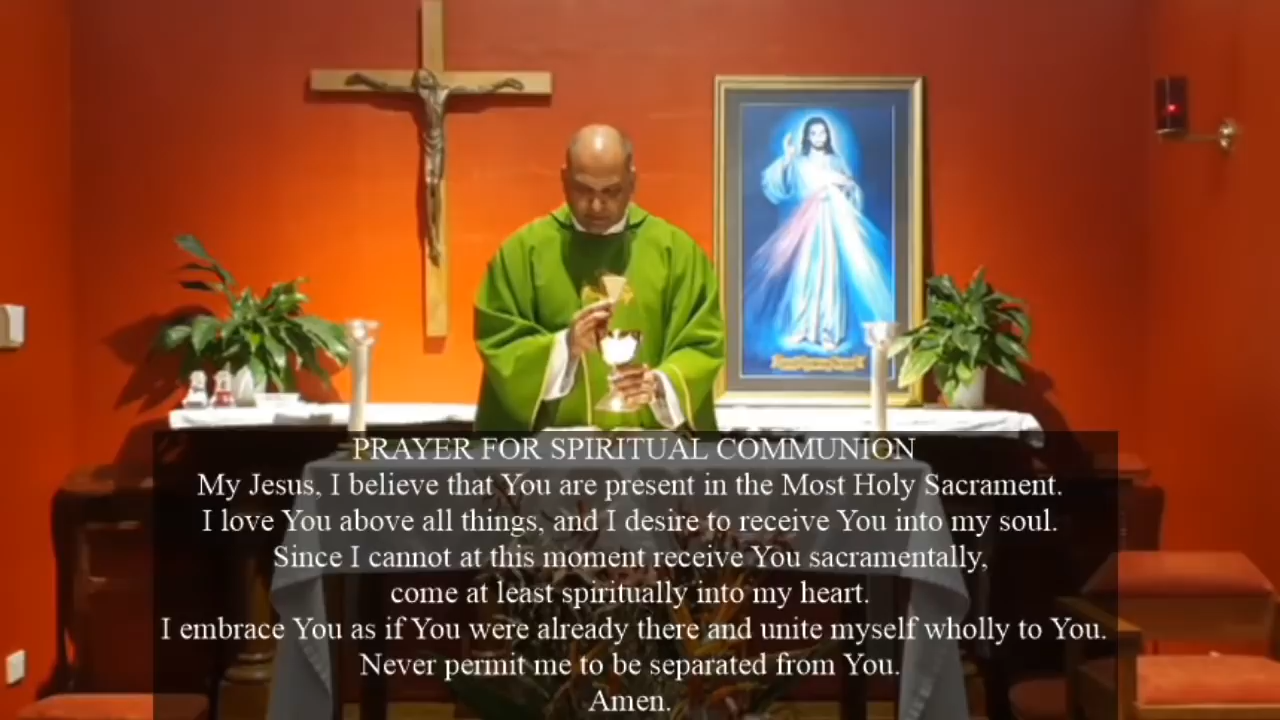 PRAYER FOR SPIRITUAL COMMUNION
My Jesus, I believe that You are present in the Most Holy Sacrament.
I love You above all things, and I desire to receive You into my soul.
Since I cannot at this moment receive You sacramentally,
come at least spiritually into my heart.
I embrace You as if You were already there and unite myself wholly to You.
Never permit me to be separated from You.
Amen.